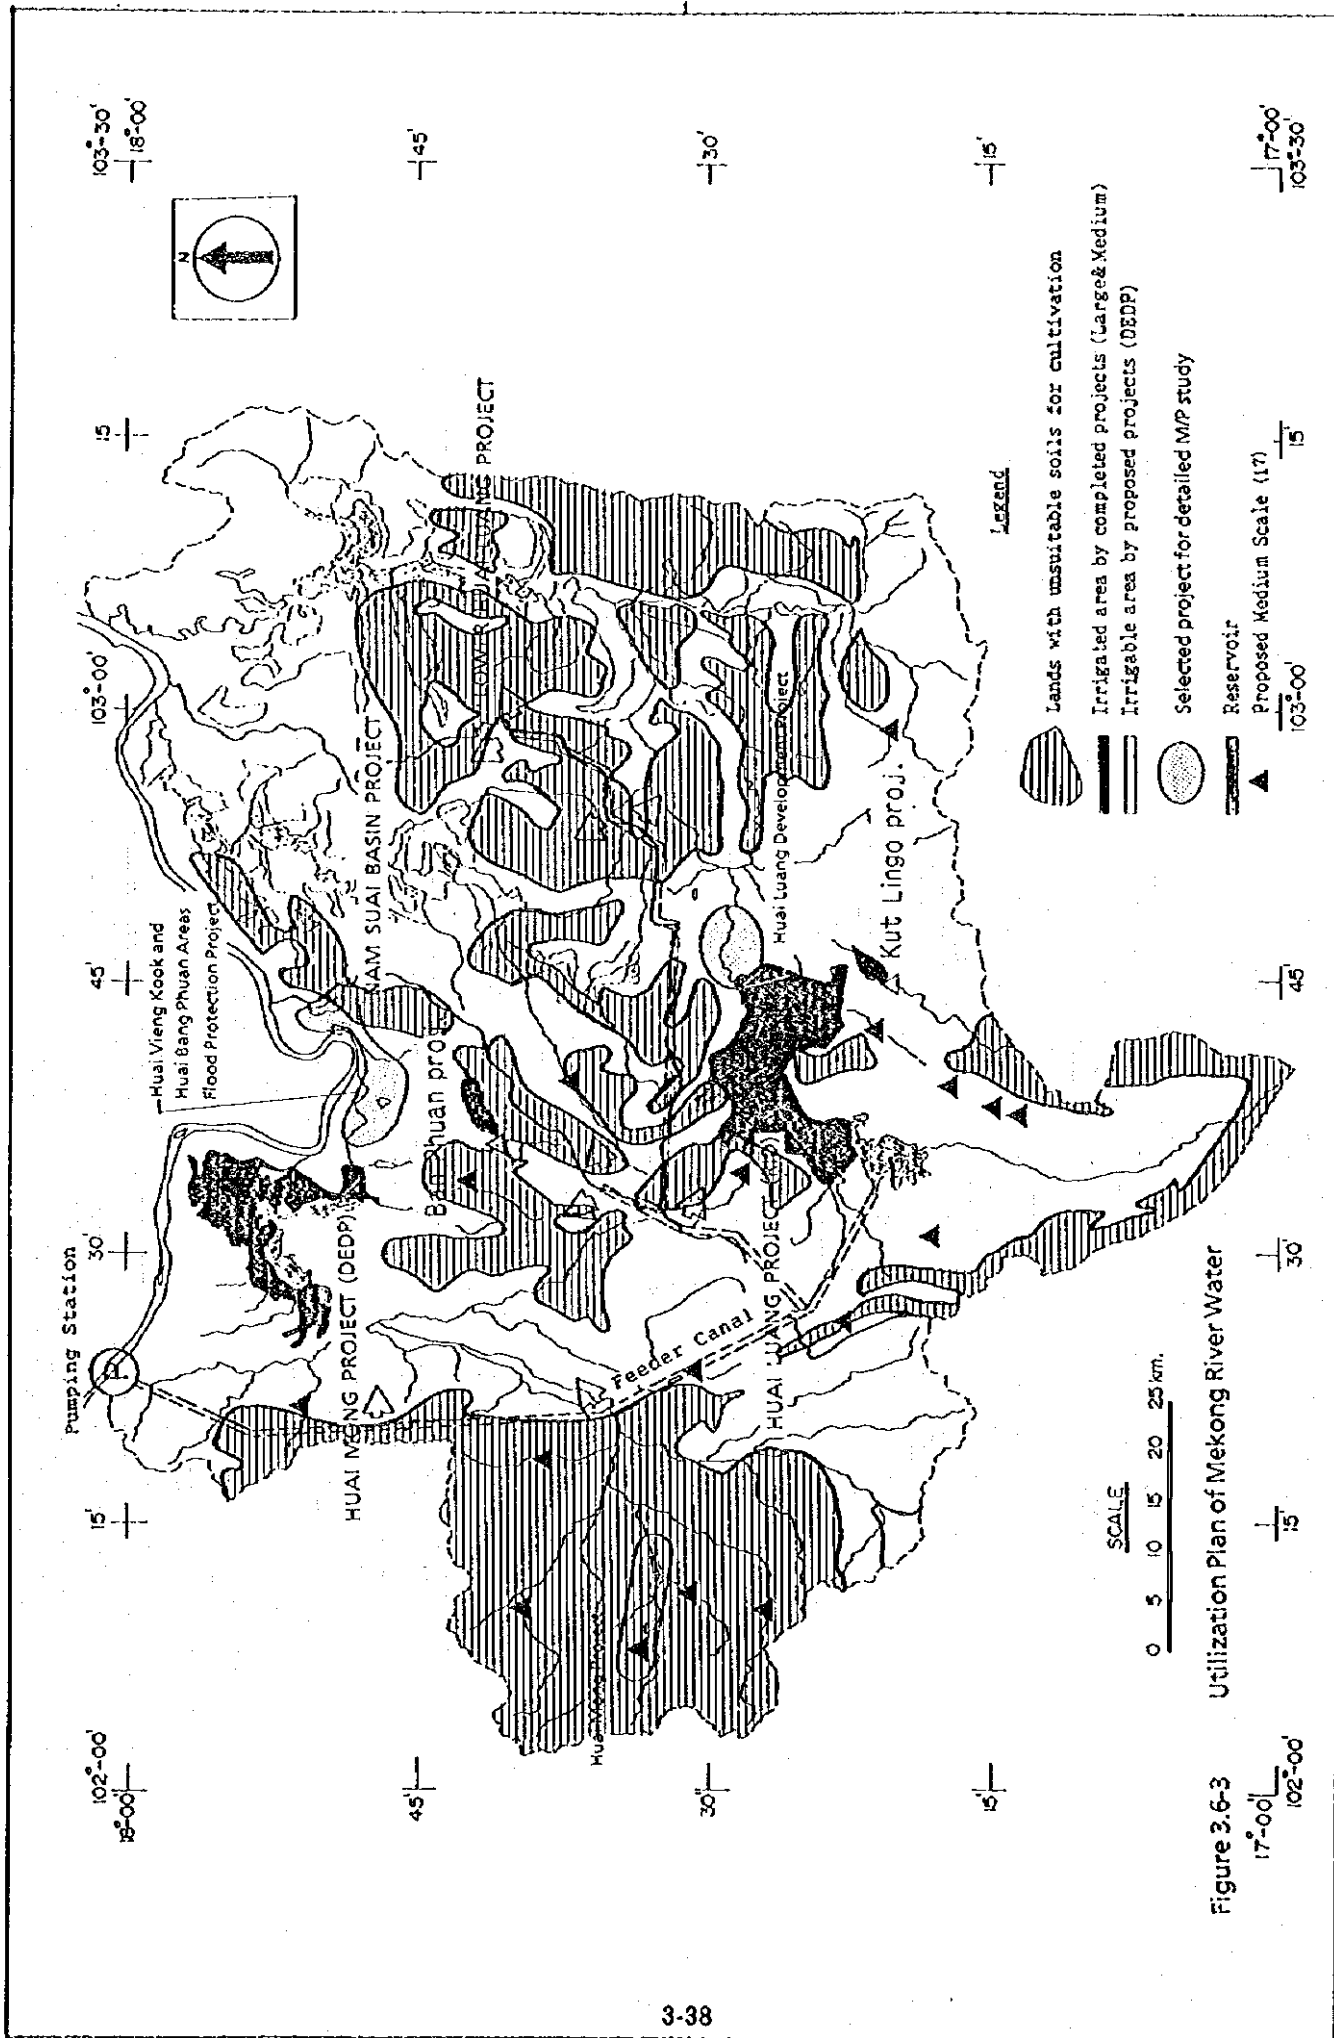 102°-00'
18°-00'
15'
30'
45'
103°-00'
15'
103°-30'
18°-00'
Pumping Station
Huai Vieng Kook and
Huai Bang Phuan Areas
Flood Protection Project
N
45'
45'
HUAI MONG PROJECT (DEDP)
NAM SUAI BASIN PROJECT
PROJECT
Feeder Canal
30'
30'
HUAI LUANG PROJECT
Huai Luang Development Project
Kut Lingo proj.
15'
15'
Legend
Lands with unsuitable soils for cultivation
Irrigated area by completed projects (Large&Medium)
Irrigable area by proposed projects (DEDP)
Selected project for detailed M/P study
Reservoir
Proposed Medium Scale (17)
SCALE
0 5 10 15 20 25 km.
Figure 3.6-3 Utilization Plan of Mekong River Water
17°-00'
102°-00'
15'
30'
45'
103°-00'
15'
17°-00'
103°-30'
3-38